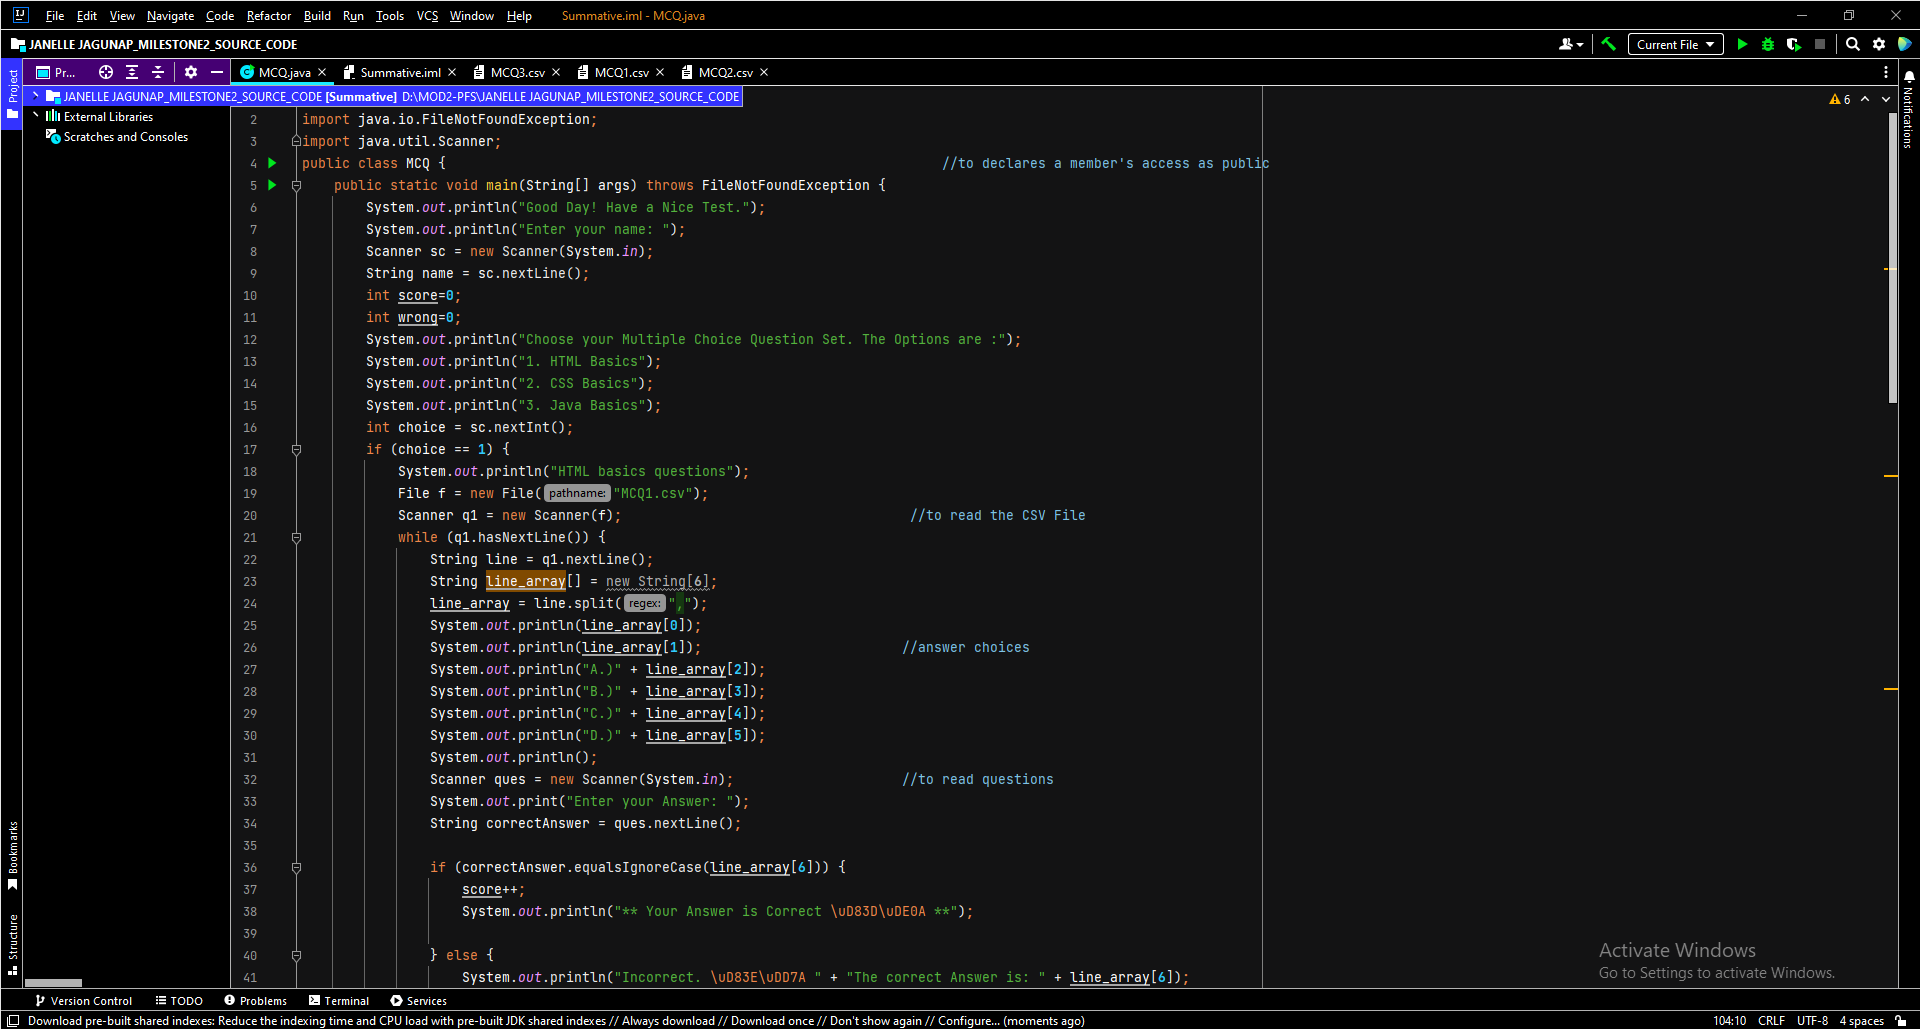 File Edit View Navigate Code Refactor Build Run Tools VCS Window Help Summative.iml - MCQ.java
JANELLE JAGUNAP_MILESTONE2_SOURCE_CODE
Current File
Pr...
MCQ.java
Summative.iml
MCQ3.csv
MCQ1.csv
MCQ2.csv
Project
Notifications
JANELLE JAGUNAP_MILESTONE2_SOURCE_CODE [Summative] D:\MOD2-PFS\JANELLE JAGUNAP_MILESTONE2_SOURCE_CODE
6
External Libraries
Scratches and Consoles
2 import java.io.FileNotFoundException;
3 import java.util.Scanner;
4 public class MCQ { //to declares a member's access as public
5 public static void main(String[] args) throws FileNotFoundException {
6 System.out.println("Good Day! Have a Nice Test.");
7 System.out.println("Enter your name: ");
8 Scanner sc = new Scanner(System.in);
9 String name = sc.nextLine();
10 int score=0;
11 int wrong=0;
12 System.out.println("Choose your Multiple Choice Question Set. The Options are :");
13 System.out.println("1. HTML Basics");
14 System.out.println("2. CSS Basics");
15 System.out.println("3. Java Basics");
16 int choice = sc.nextInt();
17 if (choice == 1) {
18 System.out.println("HTML basics questions");
19 File f = new File( pathname: "MCQ1.csv");
20 Scanner q1 = new Scanner(f); //to read the CSV File
21 while (q1.hasNextLine()) {
22 String line = q1.nextLine();
23 String line_array[] = new String[6];
24 line_array = line.split( regex: ",");
25 System.out.println(line_array[0]);
26 System.out.println(line_array[1]); //answer choices
27 System.out.println("A.)" + line_array[2]);
28 System.out.println("B.)" + line_array[3]);
29 System.out.println("C.)" + line_array[4]);
30 System.out.println("D.)" + line_array[5]);
31 System.out.println();
32 Scanner ques = new Scanner(System.in); //to read questions
33 System.out.print("Enter your Answer: ");
34 String correctAnswer = ques.nextLine();
35
36 if (correctAnswer.equalsIgnoreCase(line_array[6])) {
37 score++;
38 System.out.println("** Your Answer is Correct \uD83D\uDE0A **");
39
40 } else {
41 System.out.println("Incorrect. \uD83E\uDD7A " + "The correct Answer is: " + line_array[6]);
Bookmarks
Structure
Activate Windows
Go to Settings to activate Windows.
Version Control TODO Problems Terminal Services
Download pre-built shared indexes: Reduce the indexing time and CPU load with pre-built JDK shared indexes // Always download // Download once // Don't show again // Configure... (moments ago) 104:10 CRLF UTF-8 4 spaces